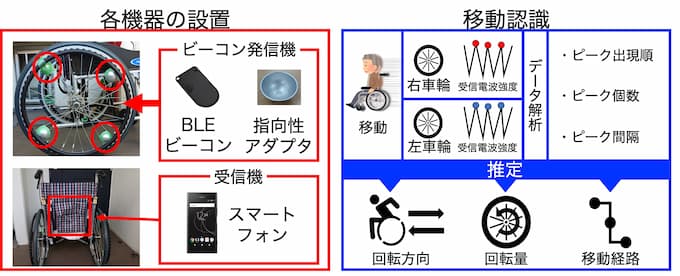 各機器の設置
ビーコン発信機
BLE
ビーコン
指向性
アダプタ
受信機
スマート
フォン
移動認識
移動
右車輪
受信電波強度
左車輪
受信電波強度
データ解析
・ピーク出現順
・ピーク個数
・ピーク間隔
推定
回転方向
回転量
移動経路